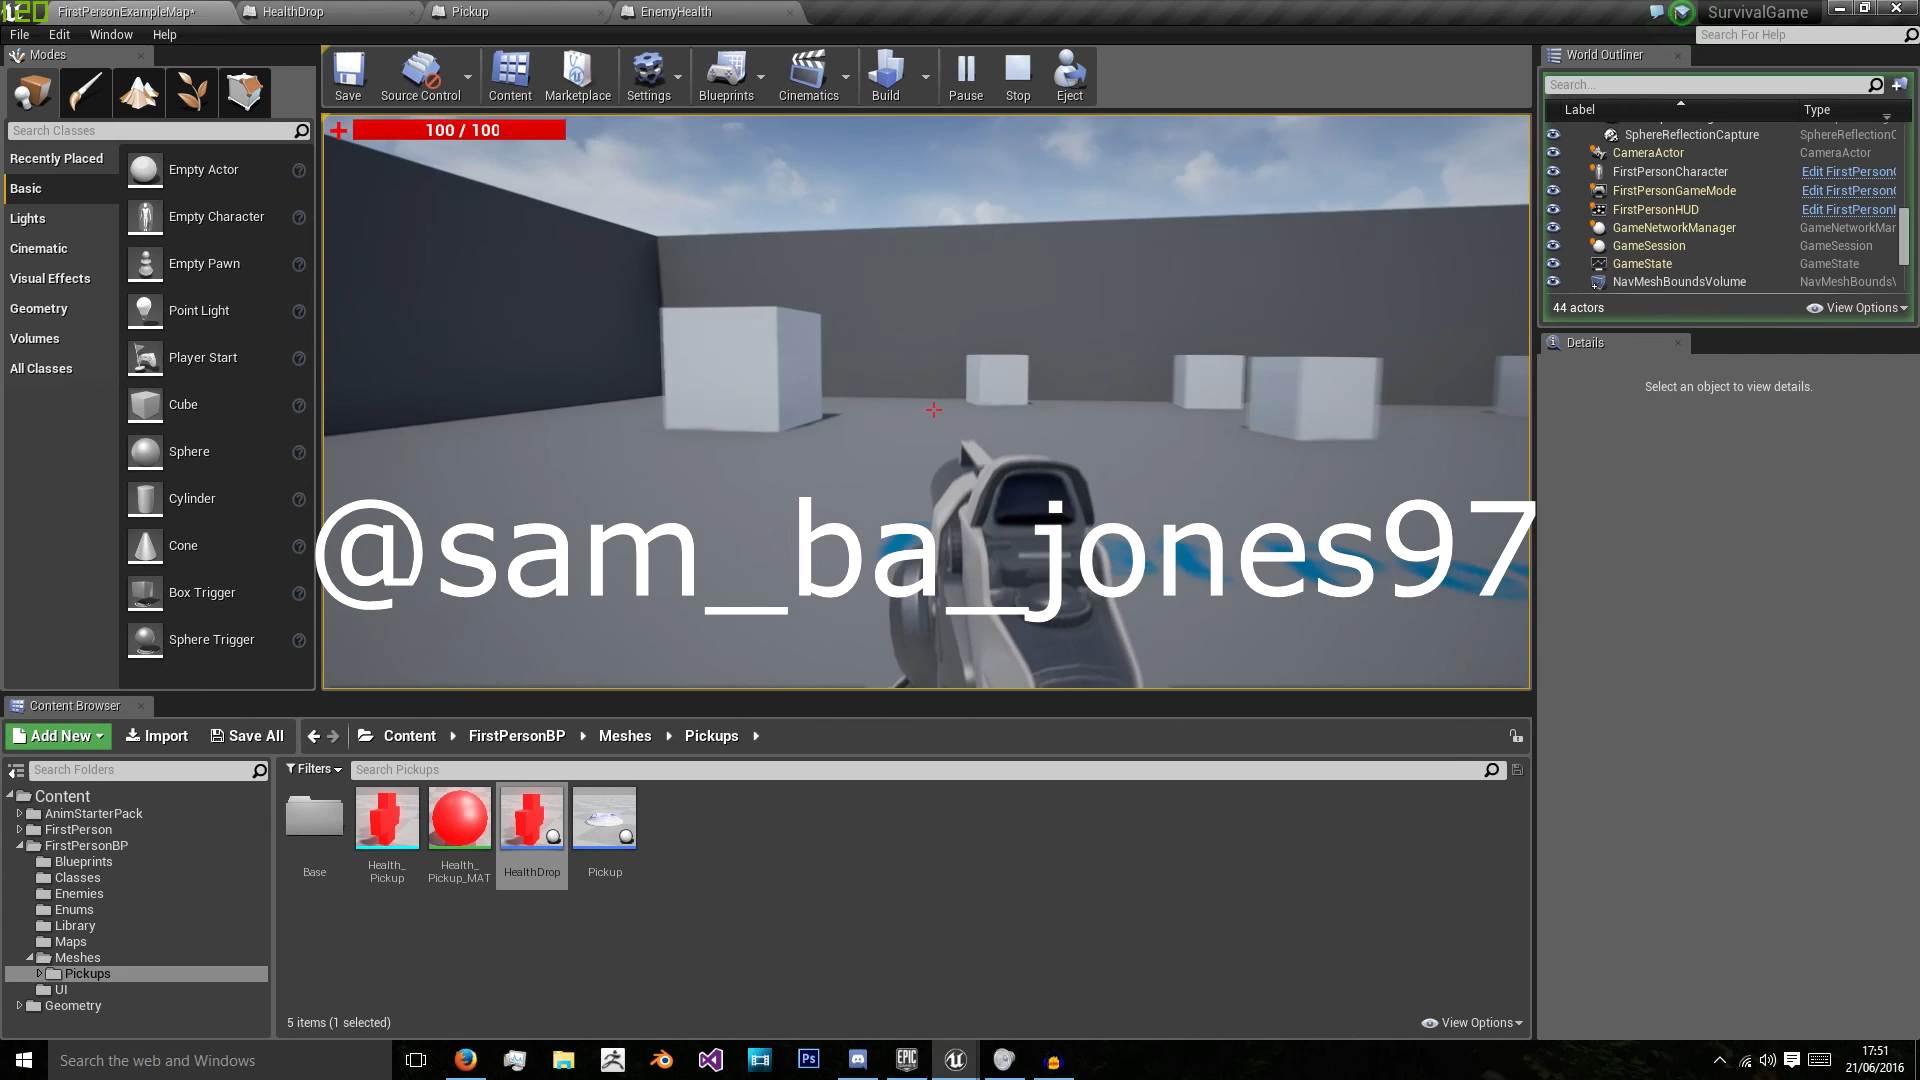 120
FirstPersonExampleMap*
HealthDrop
Pickup
EnemyHealth
SurvivalGame
File Edit Window Help
Search For Help
Modes
Search Classes
Recently Placed
Basic
Lights
Cinematic
Visual Effects
Geometry
Volumes
All Classes
Empty Actor
Empty Character
Empty Pawn
Point Light
Player Start
Cube
Sphere
Cylinder
Cone
Box Trigger
Sphere Trigger
Save
Source Control
Content
Marketplace
Settings
Blueprints
Cinematics
Build
Pause
Stop
Eject
100 / 100
@sam_ba_jones97
World Outliner
Search...
Label Type
SphereReflectionCapture SphereReflectionC
CameraActor CameraActor
FirstPersonCharacter Edit FirstPerson
FirstPersonGameMode Edit FirstPerson
FirstPersonHUD Edit FirstPerson
GameNetworkManager GameNetworkMar
GameSession GameSession
GameState GameState
NavMeshBoundsVolume NavMeshBoundsV
44 actors
View Options
Details
Select an object to view details.
Content Browser
Add New
Import
Save All
Content
FirstPersonBP
Meshes
Pickups
Search Folders
Content
AnimStarterPack
FirstPerson
FirstPersonBP
Blueprints
Classes
Enemies
Enums
Library
Maps
Meshes
Pickups
UI
Geometry
Filters
Search Pickups
Base
Health_
Pickup
Health_
Pickup_MAT
HealthDrop
Pickup
5 items (1 selected)
View Options
Search the web and Windows
Ps
EPIC
GAMES
17:51
21/06/2016